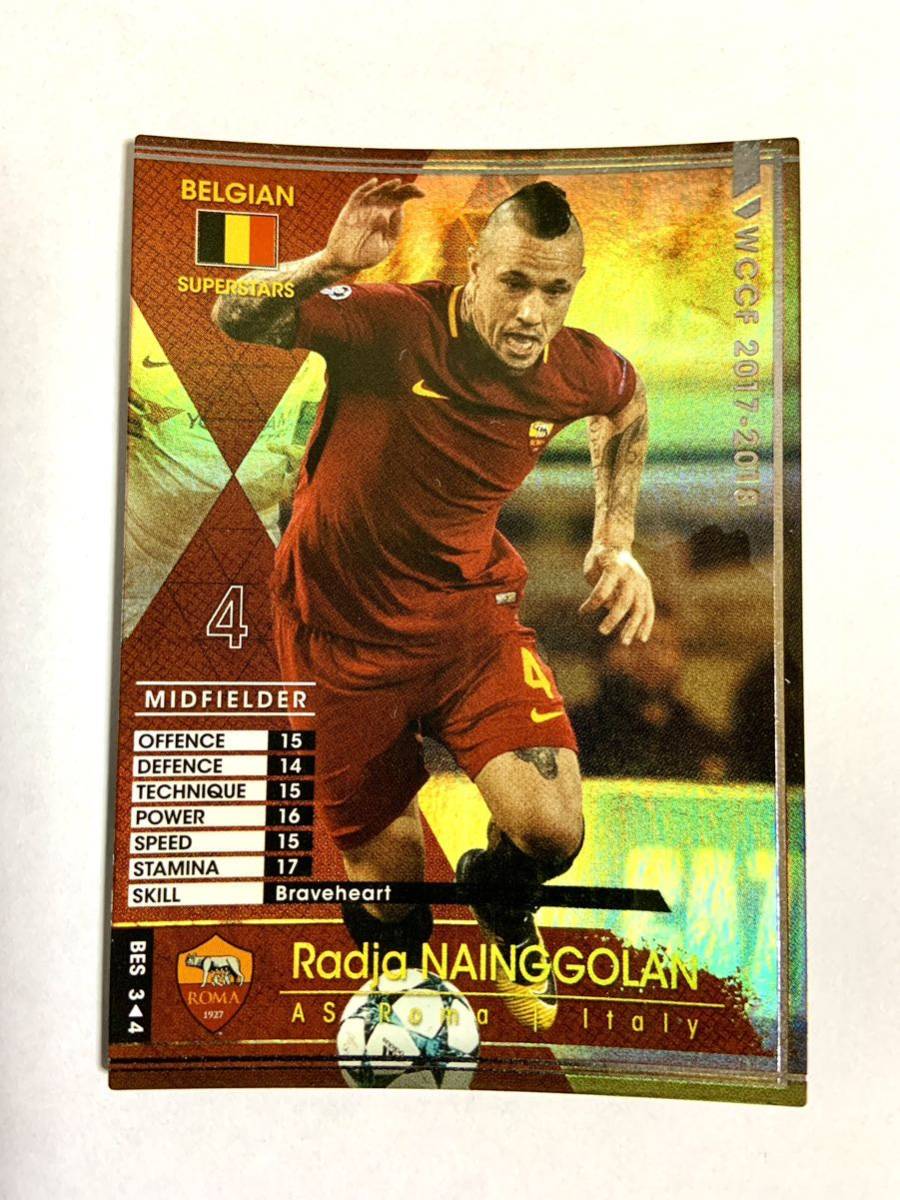 BELGIAN
SUPERSTARS
WCCF 2017-2018
4
4
MIDFIELDER
OFFENCE 15
DEFENCE 14
TECHNIQUE 15
POWER 16
SPEED 15
STAMINA 17
SKILL Braveheart
BES 3◀4
ROMA
1927
Radja NAINGGOLAN
AS Roma | Italy